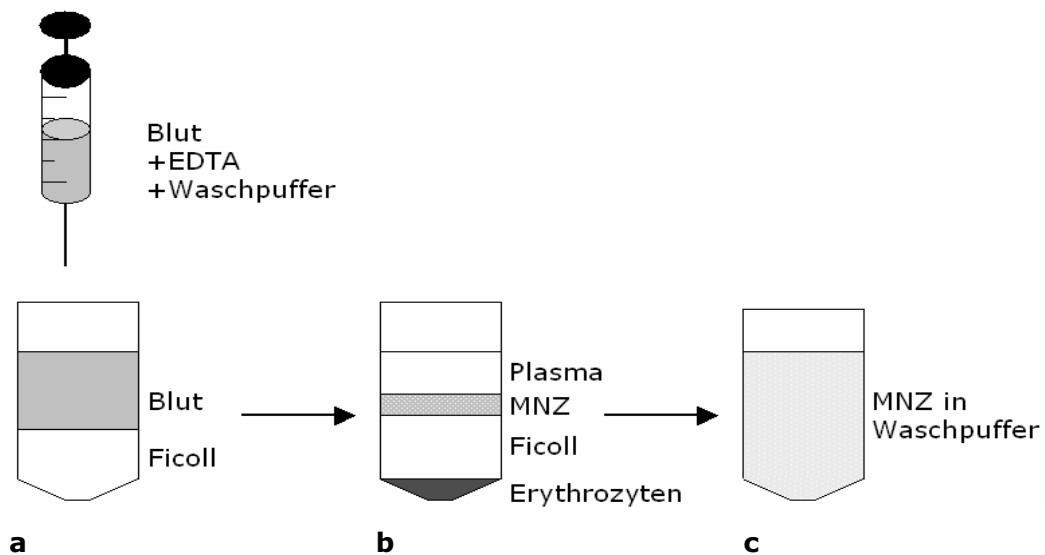 Blut
+EDTA
+Waschpuffer
Blut
Ficoll
Plasma
MNZ
Ficoll
Erythrozyten
MNZ in
Waschpuffer
a
b
c